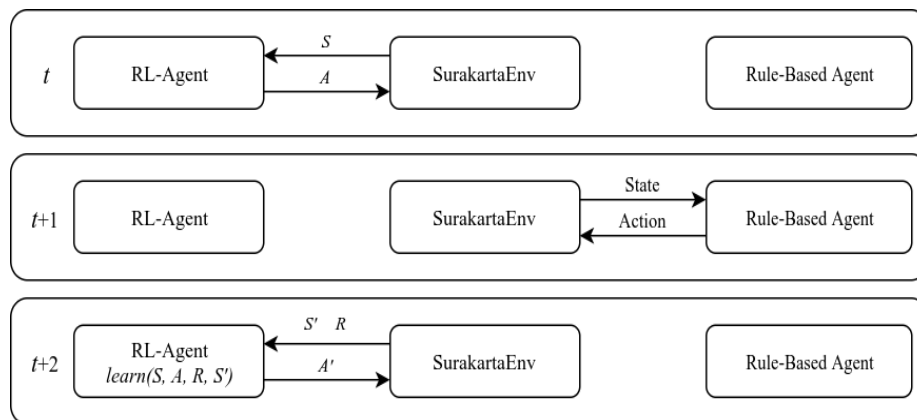 S
t RL-Agent SurakartaEnv Rule-Based Agent
A
State
t+1 RL-Agent SurakartaEnv Rule-Based Agent
Action
S' R
t+2 RL-Agent SurakartaEnv Rule-Based Agent
learn(S, A, R, S') A'